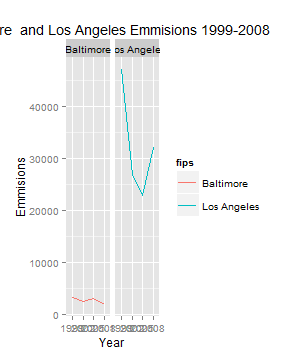 re  and Los Angeles Emmisions 1999-2008
Baltimore
os Angele
40000
30000
20000
10000
0
Emmisions
Year
fips
Baltimore
Los Angeles